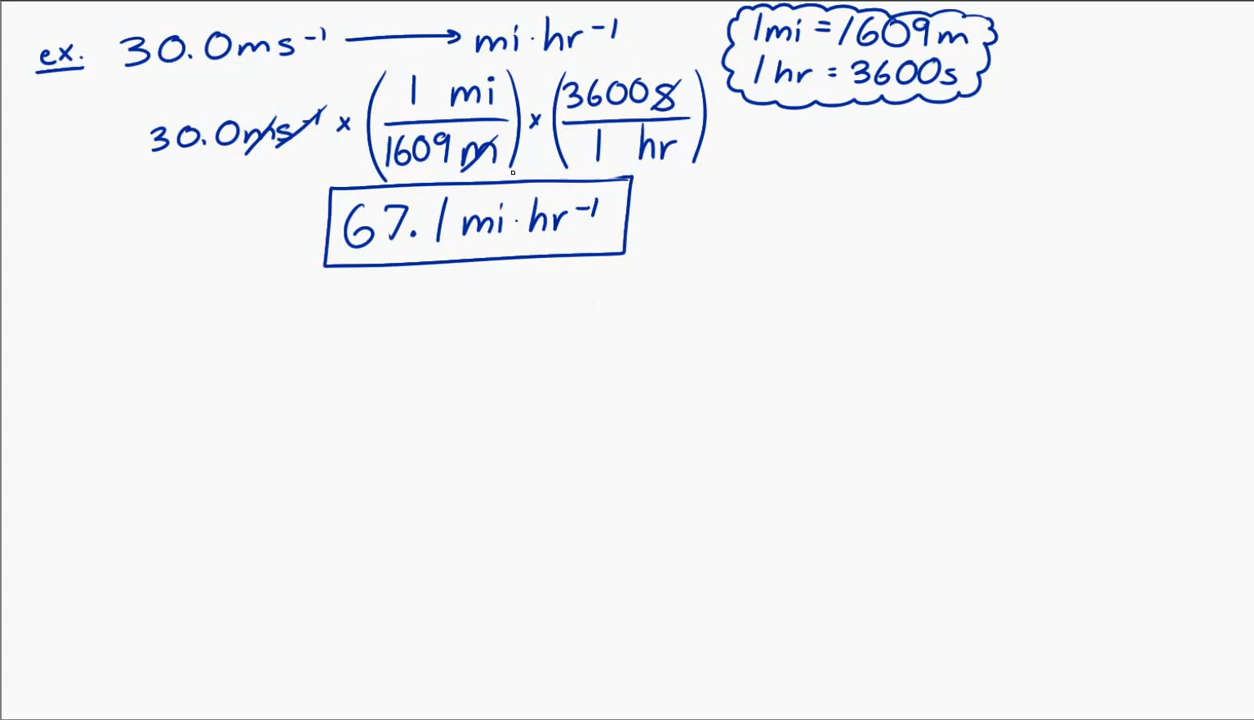 ex. 30.0ms⁻¹ ⟶ mi·hr⁻¹
1mi = 1609m
1hr = 3600s
30.0ms⁻¹ × (1 mi / 1609m) × (3600s / 1 hr)
67.1 mi·hr⁻¹